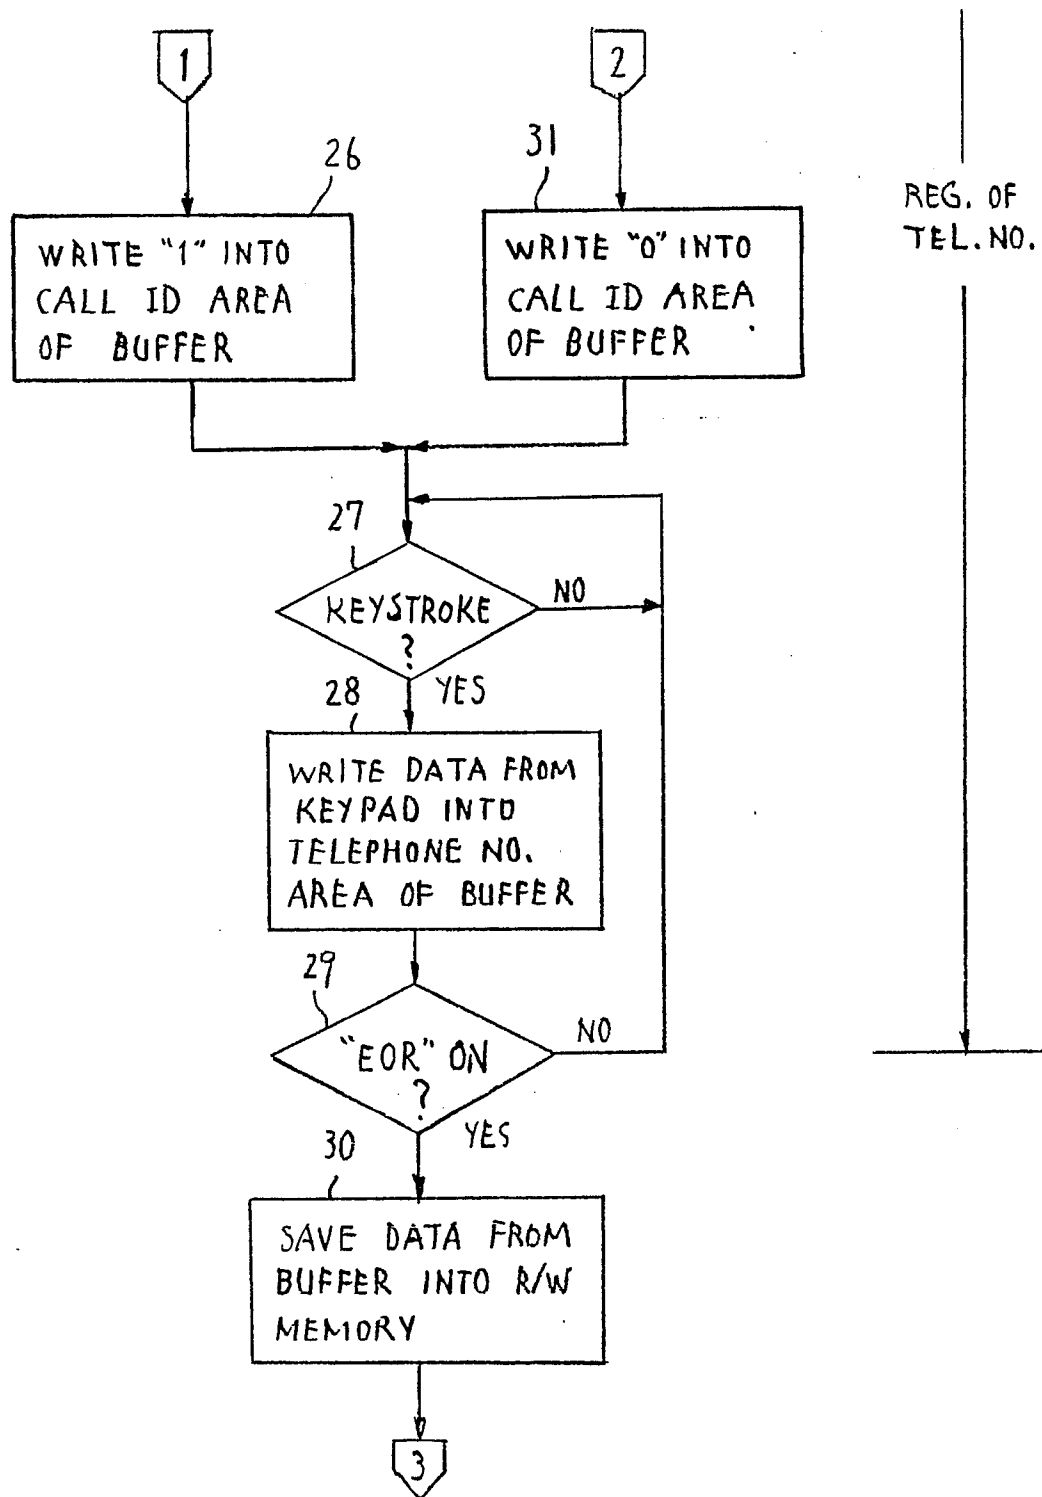 1
2
26
31
WRITE "1" INTO
CALL ID AREA
OF BUFFER
WRITE "0" INTO
CALL ID AREA
OF BUFFER
REG. OF
TEL. NO.
27
KEYSTROKE
?
NO
YES
28
WRITE DATA FROM
KEYPAD INTO
TELEPHONE NO.
AREA OF BUFFER
29
"EOR" ON
?
NO
YES
30
SAVE DATA FROM
BUFFER INTO R/W
MEMORY
3